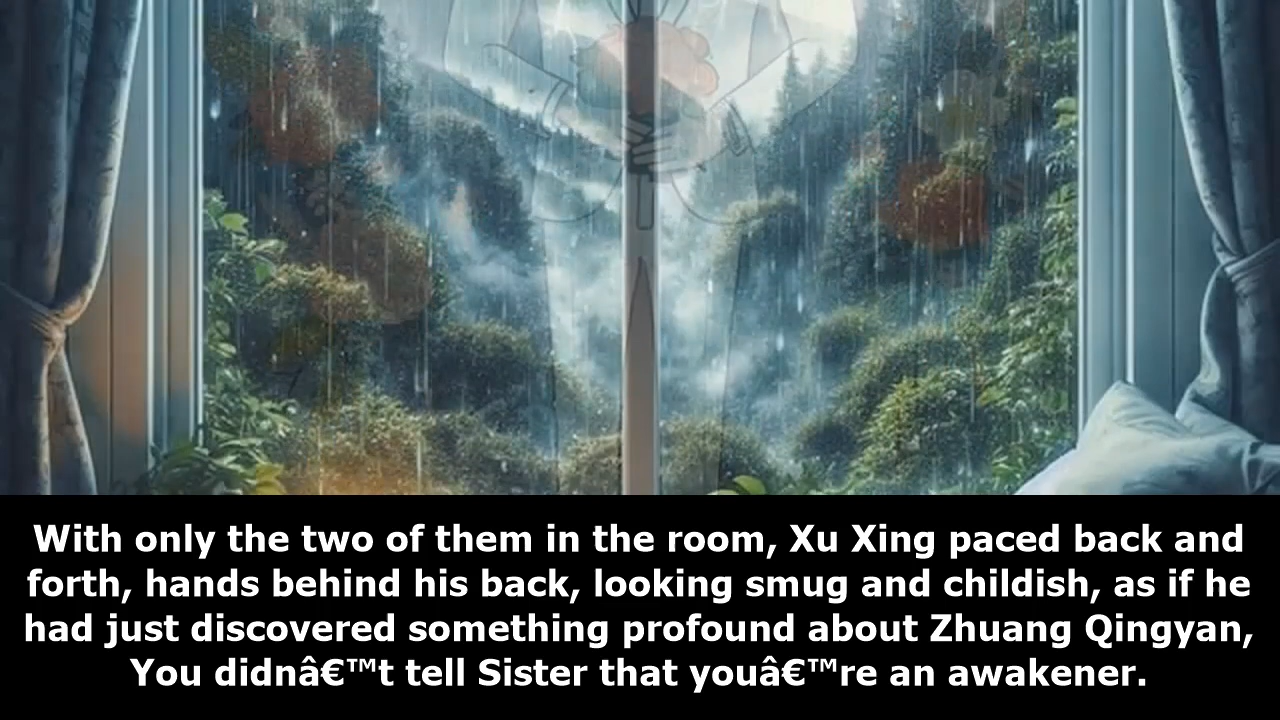 With only the two of them in the room, Xu Xing paced back and
forth, hands behind his back, looking smug and childish, as if he
had just discovered something profound about Zhuang Qingyan,
You didnâ€™t tell Sister that youâ€™re an awakener.